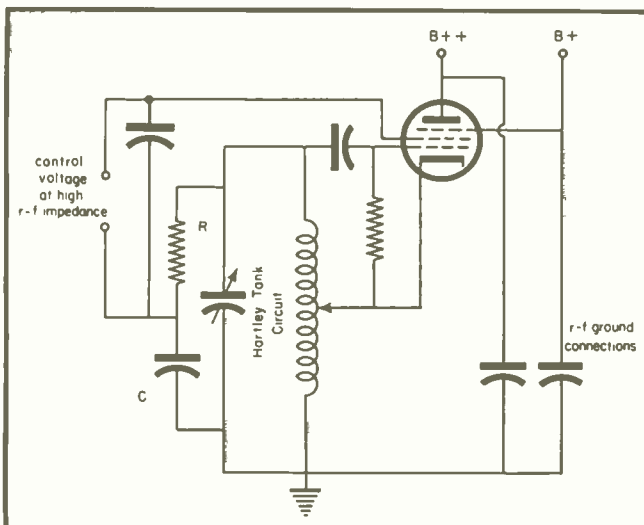 B++
B+
control
voltage
at high
r-f impedance
R
Hartley Tank
Circuit
C
r-f ground
connections